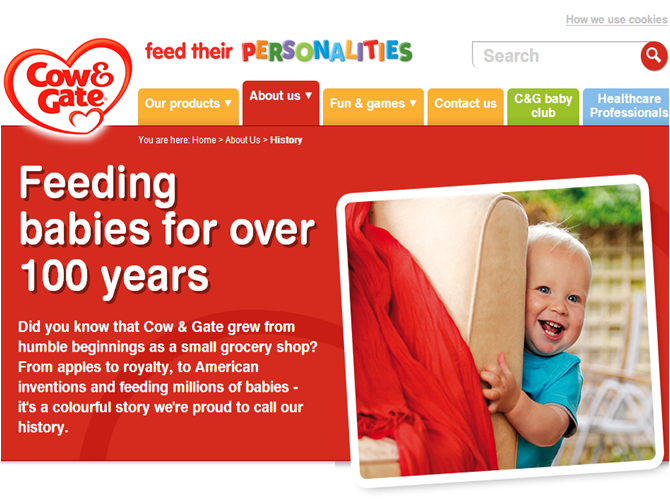 How we use cookies
Cow &
Gate®
feed their PERSONALITIES
Search
Our products ▼
About us ▼
Fun & games ▼
Contact us
C&G baby
club
Healthcare
Professionals
You are here: Home > About Us > History
Feeding
babies for over
100 years
Did you know that Cow & Gate grew from
humble beginnings as a small grocery shop?
From apples to royalty, to American
inventions and feeding millions of babies -
it's a colourful story we're proud to call our
history.